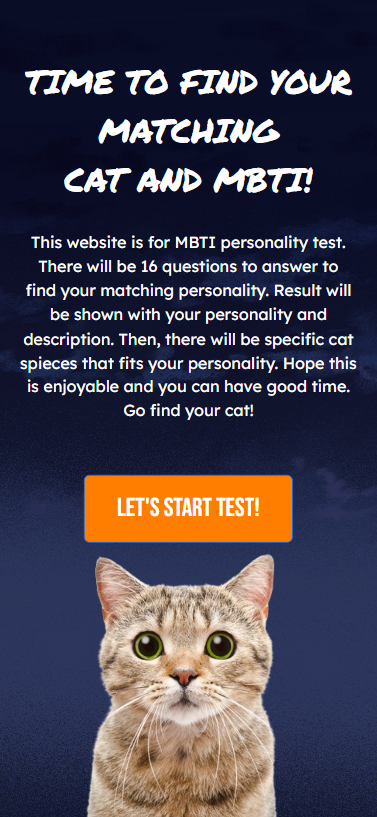 TIME TO FIND YOUR
MATCHING
CAT AND MBTI!
This website is for MBTI personality test.
There will be 16 questions to answer to
find your matching personality. Result will
be shown with your personality and
description. Then, there will be specific cat
spieces that fits your personality. Hope this
is enjoyable and you can have good time.
Go find your cat!
LET'S START TEST!